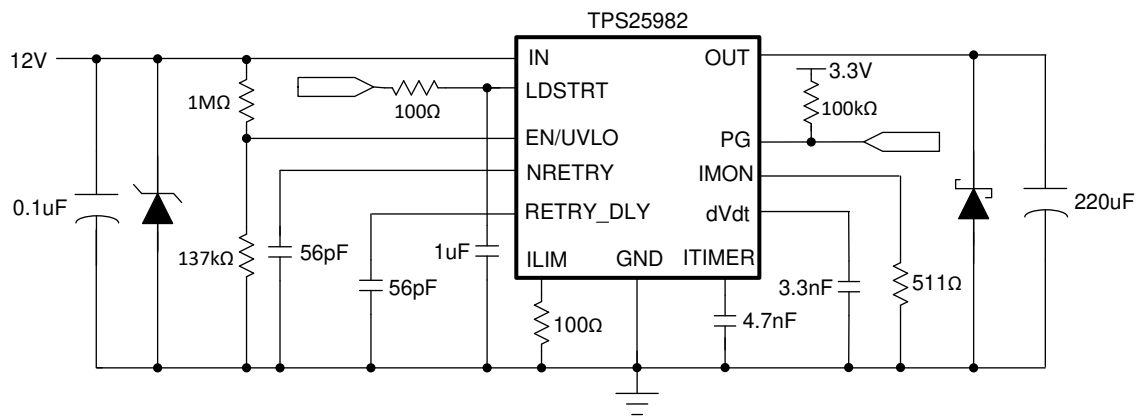 TPS25982
12V
IN
OUT
LDSTRT
3.3V
1MΩ
100Ω
100kΩ
EN/UVLO
PG
NRETRY
IMON
0.1uF
RETRY_DLY
dVdt
220uF
137kΩ
56pF
1uF
ILIM
GND
ITIMER
56pF
3.3nF
511Ω
100Ω
4.7nF